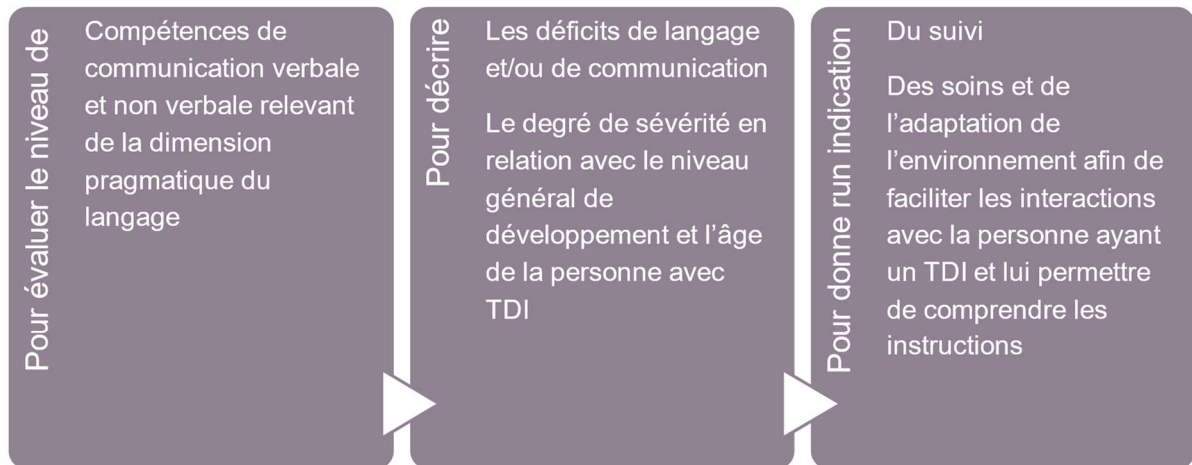 Pour évaluer le niveau de
Compétences de
communication verbale
et non verbale relevant
de la dimension
pragmatique du
langage
Pour décrire
Les déficits de langage
et/ou de communication
Le degré de sévérité en
relation avec le niveau
général de
développement et l’âge
de la personne avec
TDI
Pour donne run indication
Du suivi
Des soins et de
l’adaptation de
l’environnement afin de
faciliter les interactions
avec la personne ayant
un TDI et lui permettre
de comprendre les
instructions